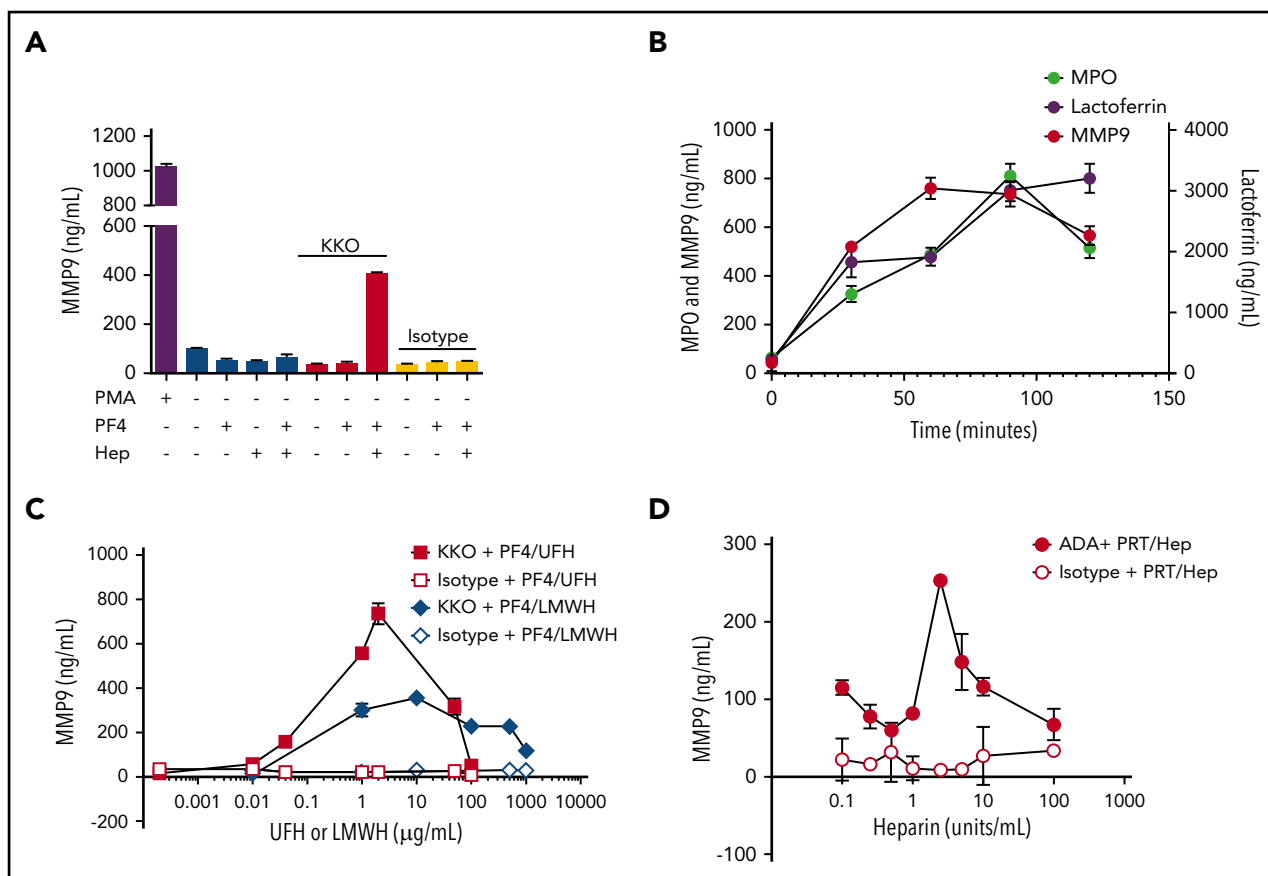 A
MMP9 (ng/mL)
1200
1000
800
600
400
200
0
KKO
Isotype
PMA + - - - - - - - - - -
PF4 - - + - + - + + - + +
Hep - - - + + - - + - - +
B
MPO
Lactoferrin
MMP9
MPO and MMP9 (ng/mL)
1000
800
600
400
200
0
4000
3000
2000
1000
0
Lactoferrin (ng/mL)
0 50 100 150
Time (minutes)
C
KKO + PF4/UFH
Isotype + PF4/UFH
KKO + PF4/LMWH
Isotype + PF4/LMWH
MMP9 (ng/mL)
1000
800
600
400
200
0
-200
0.001 0.01 0.1 1 10 100 1000 10000
UFH or LMWH (μg/mL)
D
ADA+ PRT/Hep
Isotype + PRT/Hep
MMP9 (ng/mL)
300
200
100
0
-100
0.1 1 10 100 1000
Heparin (units/mL)